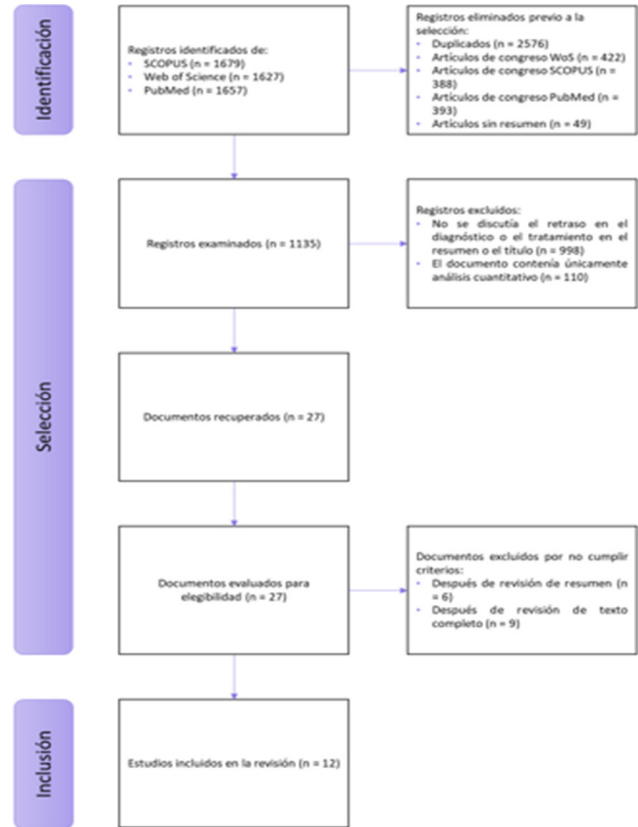 Identificación
Registros identificados de:
• SCOPUS (n = 1679)
• Web of Science (n = 1627)
• PubMed (n = 1657)
Registros eliminados previo a la
selección:
• Duplicados (n = 2576)
• Artículos de congreso WoS (n = 422)
• Artículos de congreso SCOPUS (n =
388)
• Artículos de congreso PubMed (n =
393)
• Artículos sin resumen (n = 49)
Selección
Registros examinados (n = 1135)
Registros excluidos:
• No se discutía el retraso en el
diagnóstico o el tratamiento en el
resumen o el título (n = 998)
• El documento contenía únicamente
análisis cuantitativo (n = 110)
Documentos recuperados (n = 27)
Documentos evaluados para
elegibilidad (n = 27)
Documentos excluidos por no cumplir
criterios:
• Después de revisión de resumen (n
= 6)
• Después de revisión de texto
completo (n = 9)
Inclusión
Estudios incluidos en la revisión (n = 12)